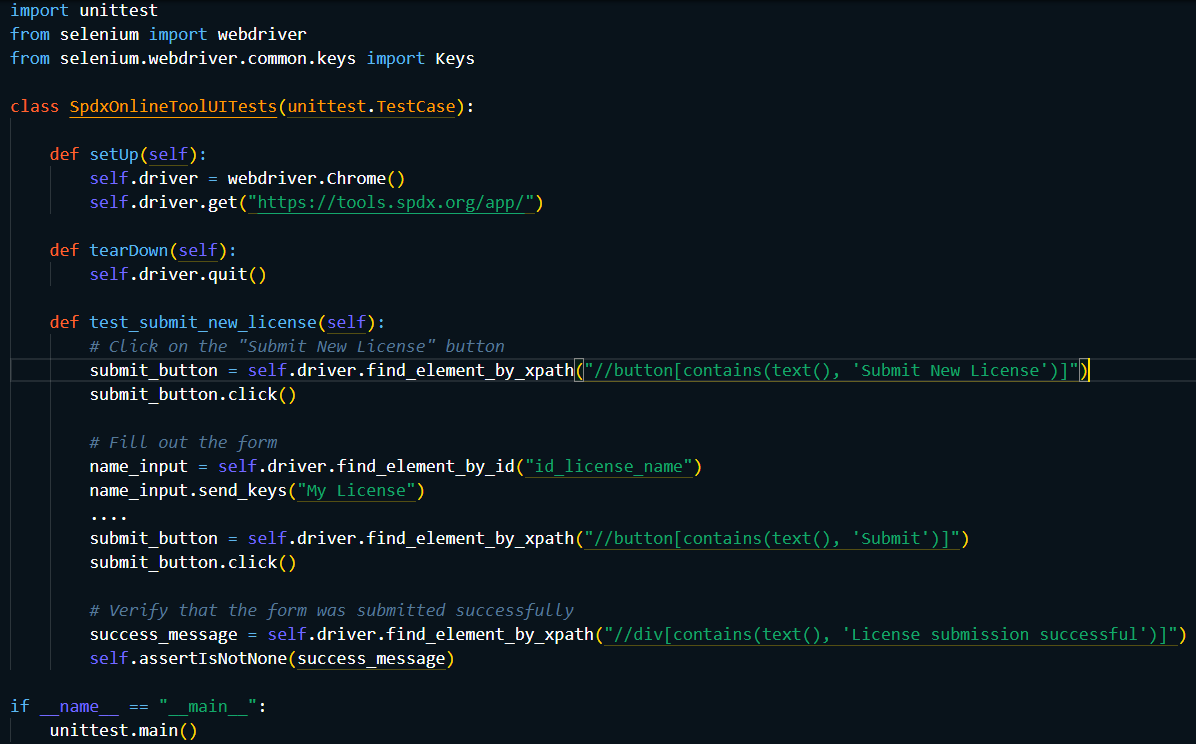 import unittest
from selenium import webdriver
from selenium.webdriver.common.keys import Keys

class SpdxOnlineToolUITests(unittest.TestCase):

    def setUp(self):
        self.driver = webdriver.Chrome()
        self.driver.get("https://tools.spdx.org/app/")

    def tearDown(self):
        self.driver.quit()

    def test_submit_new_license(self):
        # Click on the "Submit New License" button
        submit_button = self.driver.find_element_by_xpath("//button[contains(text(), 'Submit New License')]")
        submit_button.click()

        # Fill out the form
        name_input = self.driver.find_element_by_id("id_license_name")
        name_input.send_keys("My License")
        ....
        submit_button = self.driver.find_element_by_xpath("//button[contains(text(), 'Submit')]")
        submit_button.click()

        # Verify that the form was submitted successfully
        success_message = self.driver.find_element_by_xpath("//div[contains(text(), 'License submission successful')]")
        self.assertIsNotNone(success_message)

if __name__ == "__main__":
    unittest.main()